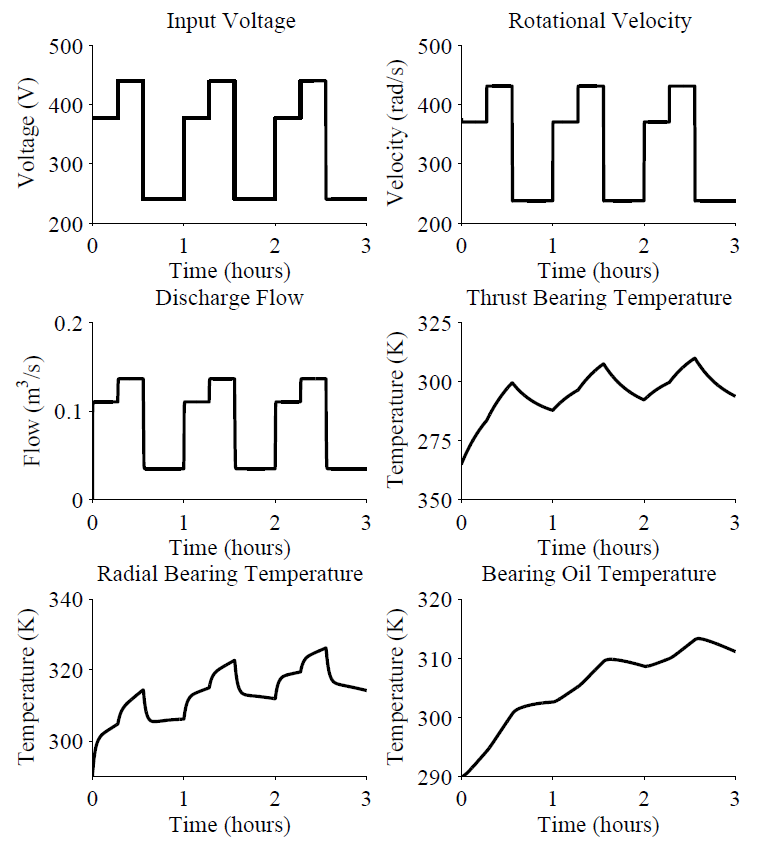 Input Voltage
500
400
300
200
Voltage (V)
0 1 2 3
Time (hours)
Rotational Velocity
500
400
300
200
Velocity (rad/s)
0 1 2 3
Time (hours)
Discharge Flow
0.2
0.1
0
Flow (m³/s)
0 1 2 3
Time (hours)
Thrust Bearing Temperature
325
300
275
350
Temperature (K)
0 1 2 3
Time (hours)
Radial Bearing Temperature
340
320
300
Temperature (K)
0 1 2 3
Time (hours)
Bearing Oil Temperature
320
310
300
290
Temperature (K)
0 1 2 3
Time (hours)